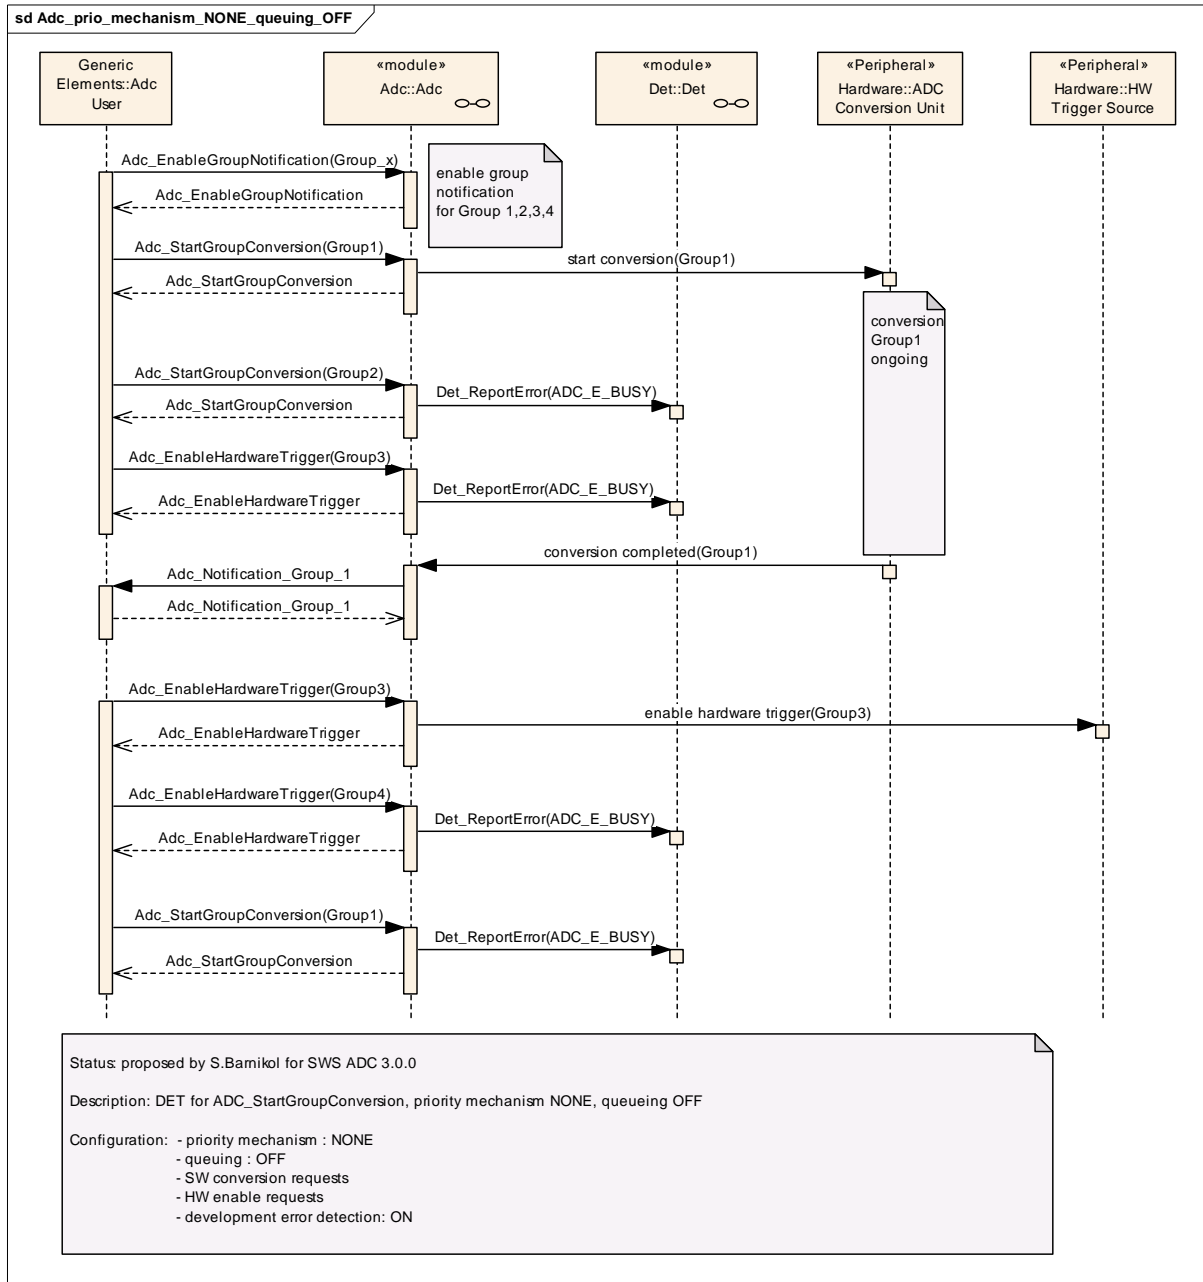 sd Adc_prio_mechanism_NONE_queuing_OFF
Generic
Elements::Adc
User
«module»
Adc::Adc
«module»
Det::Det
«Peripheral»
Hardware::ADC
Conversion Unit
«Peripheral»
Hardware::HW
Trigger Source
Adc_EnableGroupNotification(Group_x)
Adc_EnableGroupNotification
enable group
notification
for Group 1,2,3,4
Adc_StartGroupConversion(Group1)
start conversion(Group1)
Adc_StartGroupConversion
conversion
Group1
ongoing
Adc_StartGroupConversion(Group2)
Det_ReportError(ADC_E_BUSY)
Adc_StartGroupConversion
Adc_EnableHardwareTrigger(Group3)
Det_ReportError(ADC_E_BUSY)
Adc_EnableHardwareTrigger
conversion completed(Group1)
Adc_Notification_Group_1
Adc_Notification_Group_1
Adc_EnableHardwareTrigger(Group3)
enable hardware trigger(Group3)
Adc_EnableHardwareTrigger
Adc_EnableHardwareTrigger(Group4)
Det_ReportError(ADC_E_BUSY)
Adc_EnableHardwareTrigger
Adc_StartGroupConversion(Group1)
Det_ReportError(ADC_E_BUSY)
Adc_StartGroupConversion
Status: proposed by S.Barnikol for SWS ADC 3.0.0
Description: DET for ADC_StartGroupConversion, priority mechanism NONE, queueing OFF
Configuration: - priority mechanism : NONE
- queuing : OFF
- SW conversion requests
- HW enable requests
- development error detection: ON